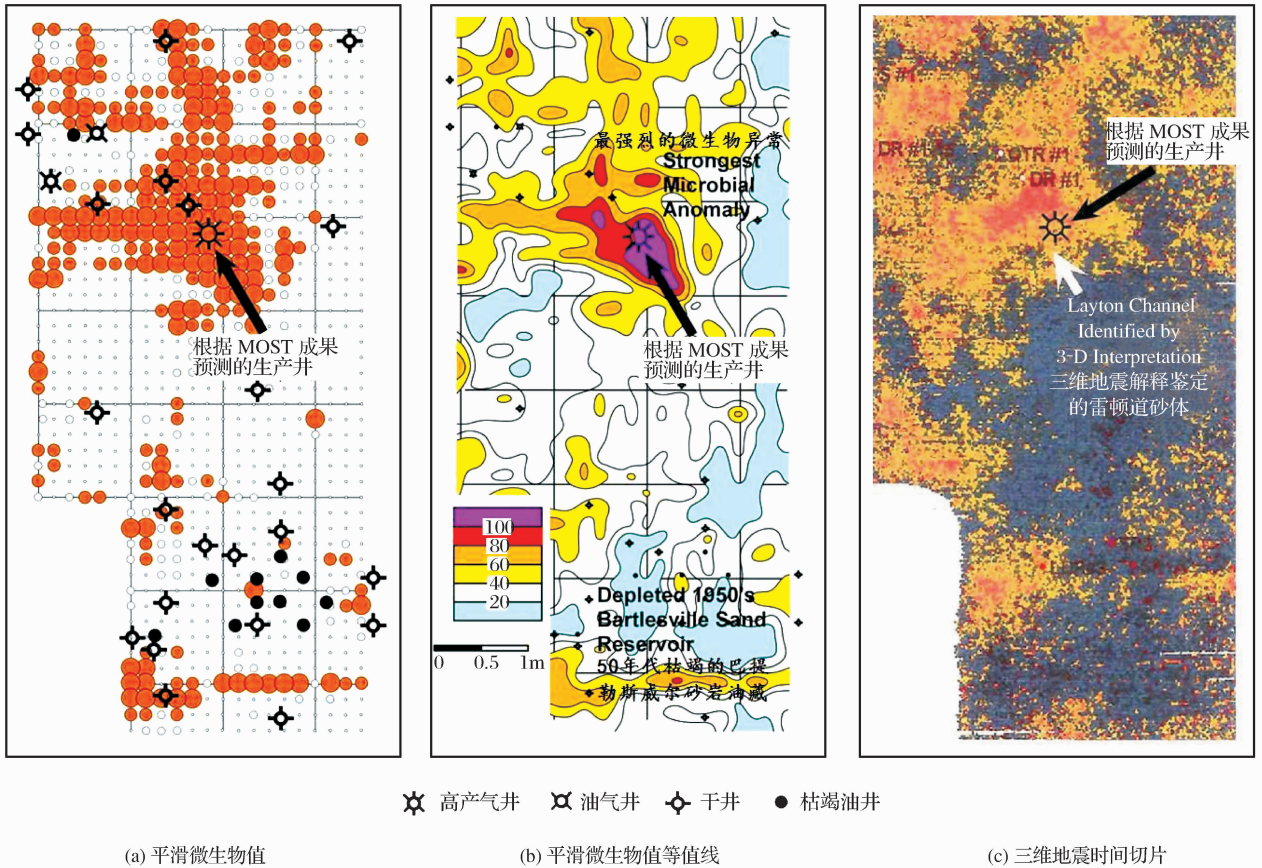 根据 MOST 成果
预测的生产井
最强烈的微生物异常
Strongest
Microbial
Anomaly
根据 MOST 成果
预测的生产井
100
80
60
40
20
0 0.5 1m
Depleted 1950's
Bartlesville Sand
Reservoir
50年代枯竭的巴提
勒斯威尔砂岩油藏
S #1
DR #1
OTR #1
DR #1
根据 MOST 成果
预测的生产井
Layton Channel
Identified by
3-D Interpretation
三维地震解释鉴定
的雷顿道砂体
高产气井 油气井 干井 枯竭油井
(a) 平滑微生物值
(b) 平滑微生物值等值线
(c) 三维地震时间切片